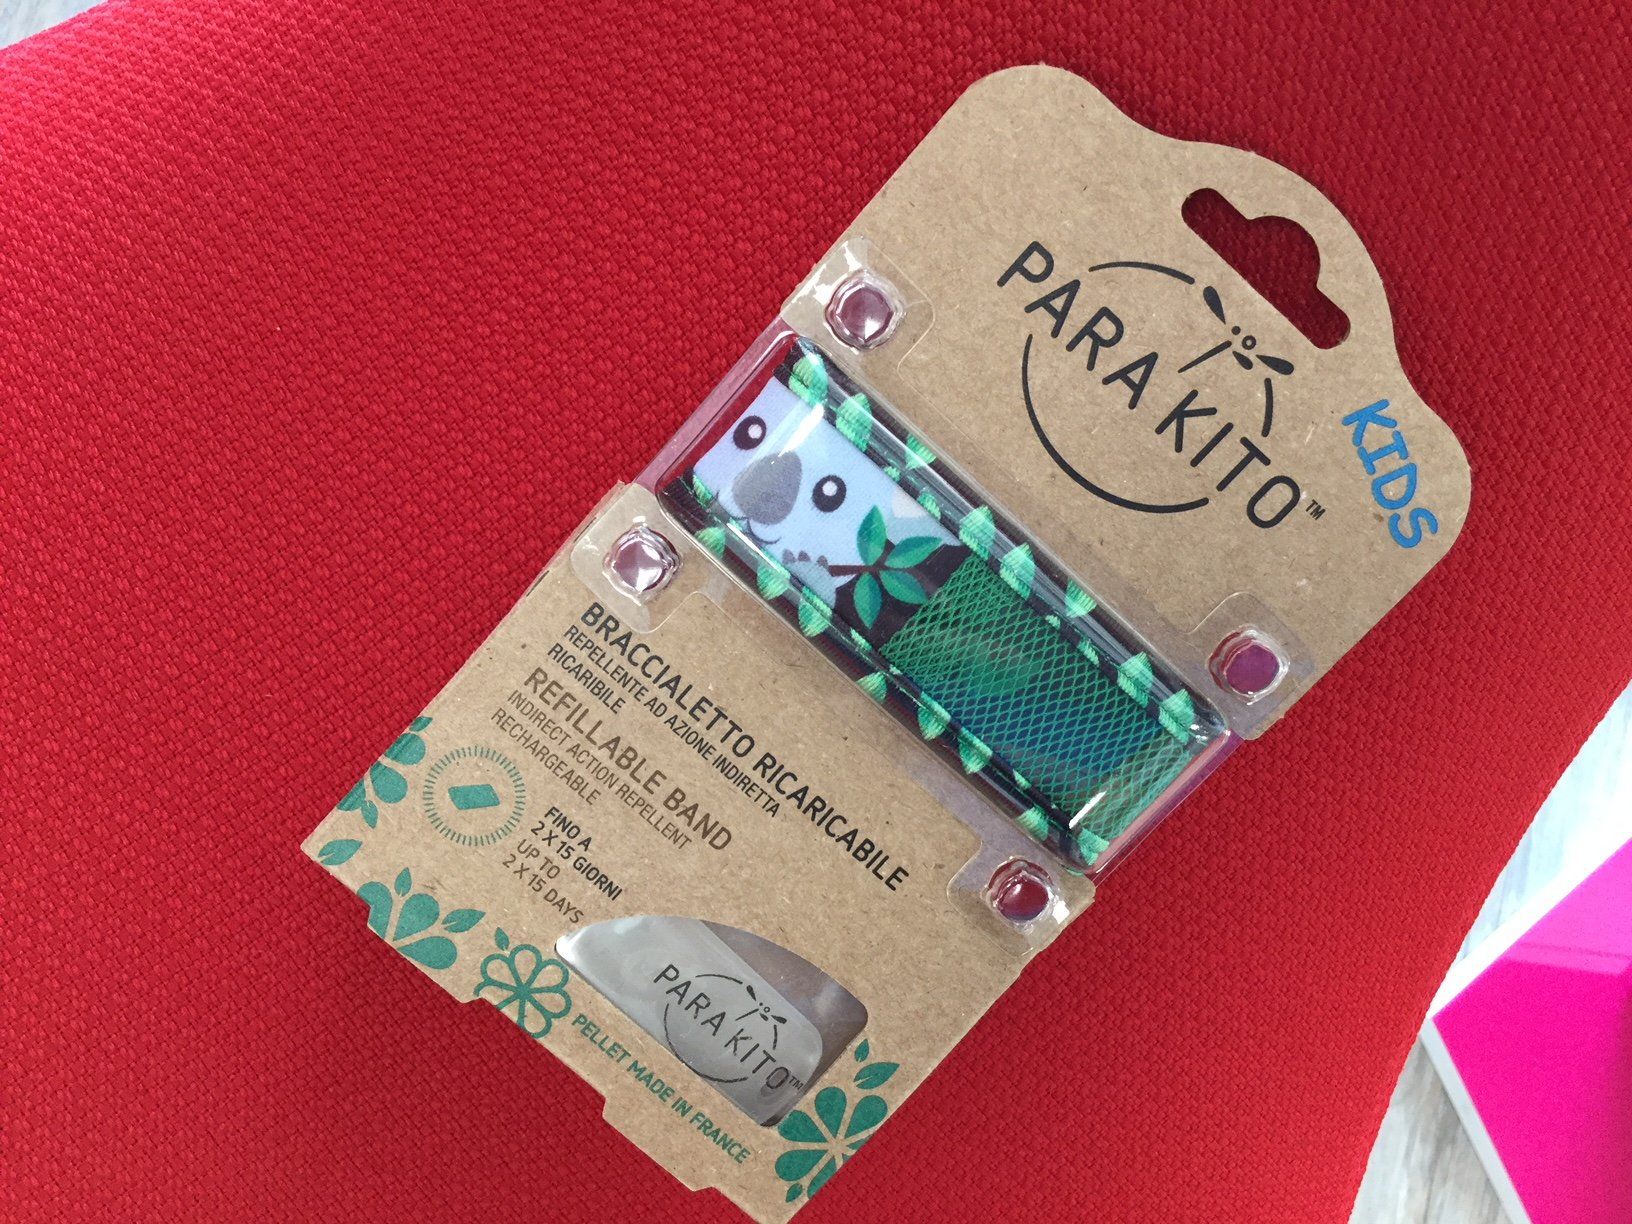 PARA KITO™
KIDS
BRACCIALETTO RICARICABILE
REPELLENTE AD AZIONE INDIRETTA
RICARIBILE
REFILLABLE BAND
INDIRECT ACTION REPELLENT
RECHARGEABLE
FINO A
2 X 15 GIORNI
UP TO
2 X 15 DAYS
PARA KITO™
PELLET MADE IN FRANCE